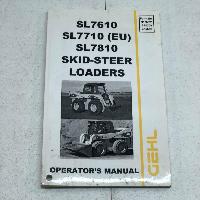 SL7610
SL7710 (EU)
SL7810
SKID-STEER
LOADERS
GEHL
OPERATOR'S MANUAL